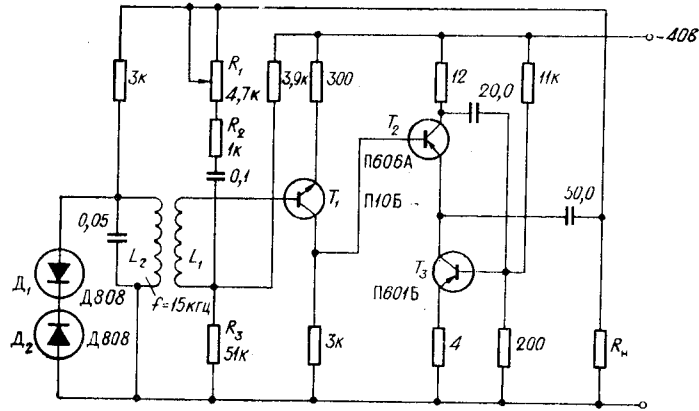 -40в
3к
R₁
4,7к
3,9к
300
12
11к
20,0
R₂
1к
T₂
П606А
0,1
T₁
П10Б
50,0
0,05
L₂
L₁
T₃
П601Б
Д₁
Д808
f=15кгц
Д₂
Д808
R₃
51к
3к
4
200
Rн